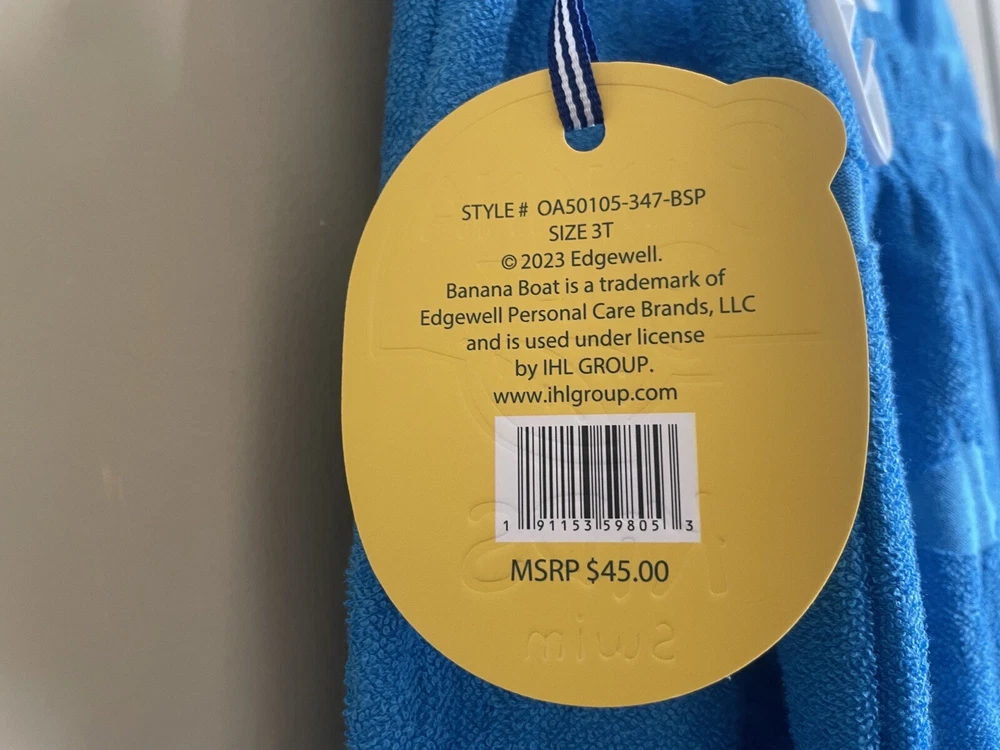 STYLE # OA50105-347-BSP
SIZE 3T
© 2023 Edgewell.
Banana Boat is a trademark of
Edgewell Personal Care Brands, LLC
and is used under license
by IHL GROUP.
www.ihlgroup.com
1 91153 59805 3
MSRP $45.00
Swim